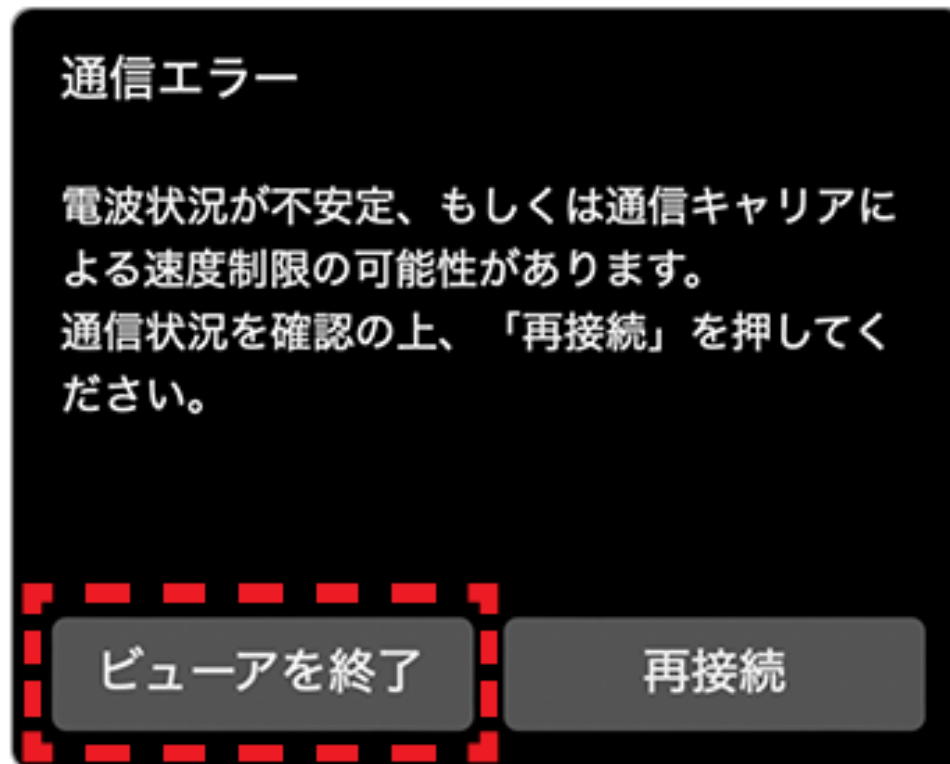 通信エラー
電波状況が不安定、もしくは通信キャリアに
よる速度制限の可能性があります。
通信状況を確認の上、「再接続」を押してく
ださい。
ビューアを終了
再接続